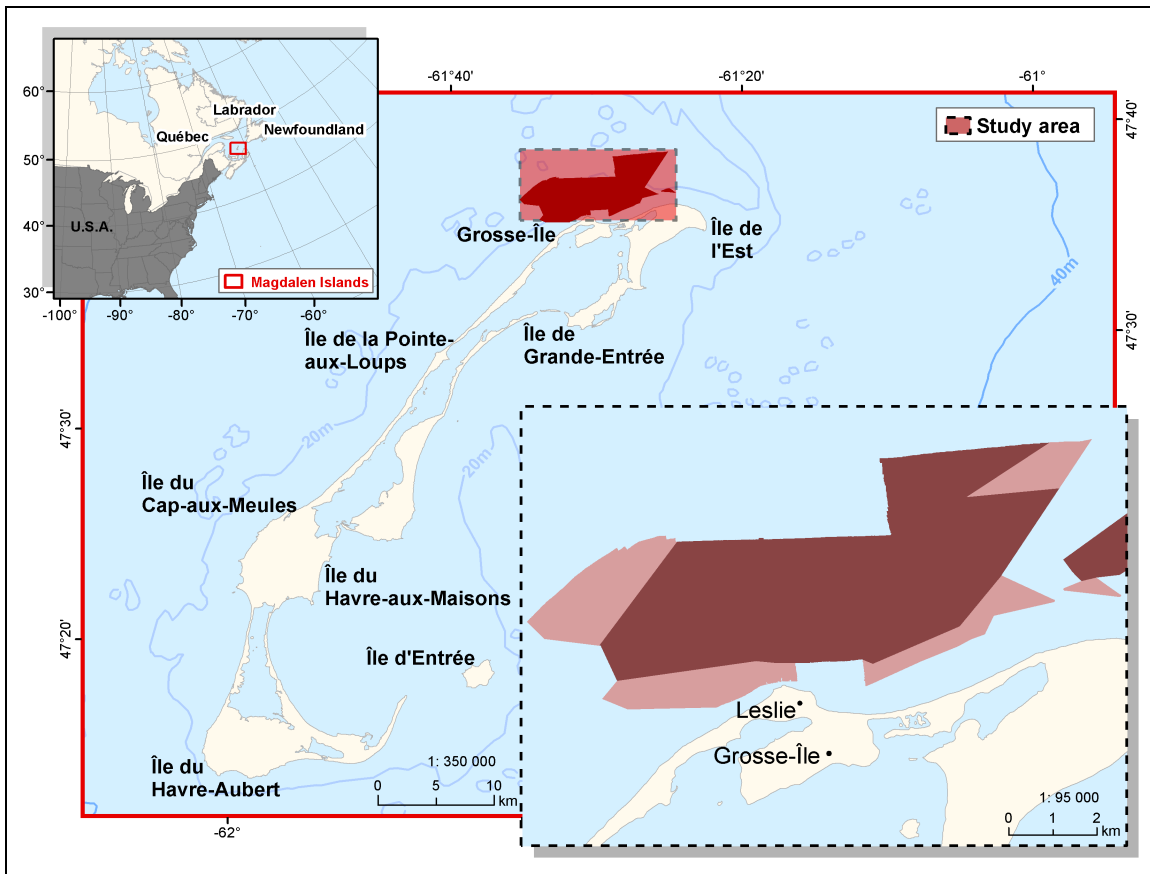 -61°40'
-61°20'
-61°
60°
50°
40°
30°
-100°
-90°
-80°
-70°
-60°
Labrador
Newfoundland
Québec
U.S.A.
Magdalen Islands
Study area
47°40'
47°30'
40m
Grosse-Île
Île de
l'Est
Île de la Pointe-
aux-Loups
Île de
Grande-Entrée
47°30'
20m
20m
Île du
Cap-aux-Meules
Île du
Havre-aux-Maisons
47°20'
Île d'Entrée
Île du
Havre-Aubert
1: 350 000
0 5 10
km
-62°
Leslie
Grosse-Île
1: 95 000
0 1 2
km